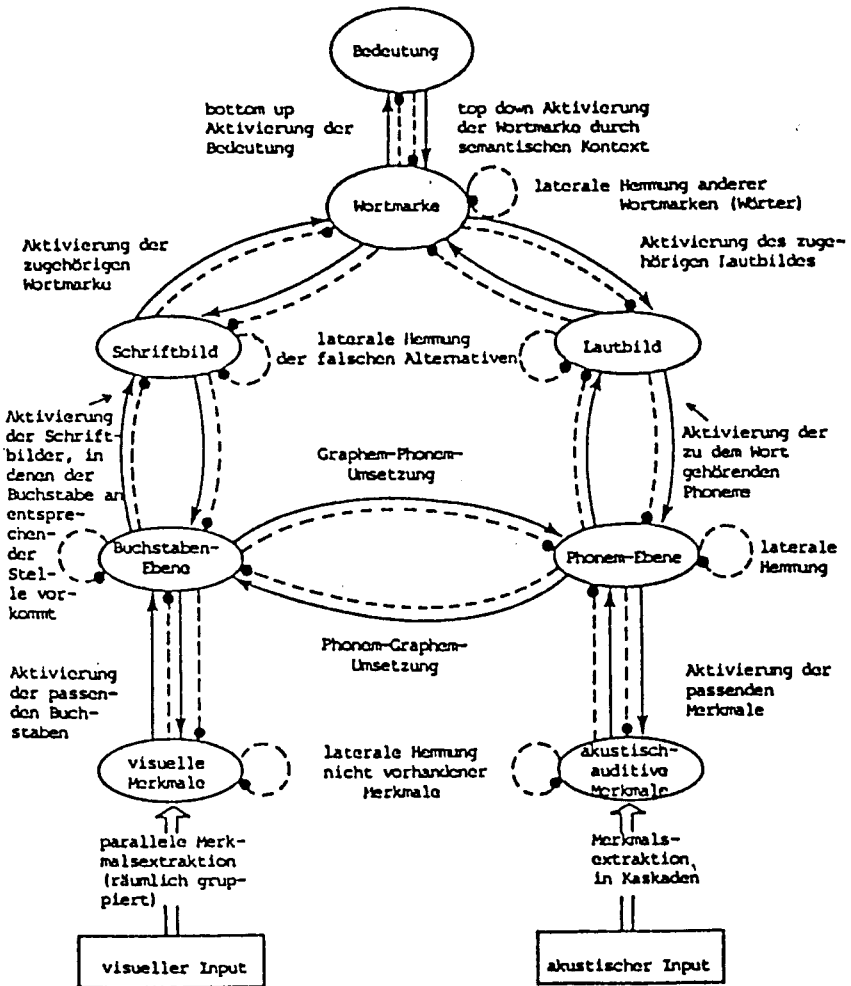 Bedeutung
bottom up
Aktivierung der
Bedeutung
top down Aktivierung
der Wortmarke durch
semantischen Kontext
Wortmarke
laterale Hemmung anderer
Wortmarken (Wörter)
Aktivierung der
zugehörigen
Wortmarke
Aktivierung des zuge-
hörigen Lautbildes
Schriftbild
laterale Hemmung
der falschen Alternativen
Lautbild
Aktivierung
der Schrift-
bilder, in
denen der
Buchstabe an
entspre-
chen-
der
Stel-
le vor-
kommt
Graphem-Phonem-
Umsetzung
Aktivierung der
zu dem Wort
gehörenden
Phoneme
Buchstaben-
Ebene
Phonem-Ebene
laterale
Hemmung
Phonem-Graphem-
Umsetzung
Aktivierung
der passen-
den Buch-
staben
Aktivierung der
passenden
Merkmale
visuelle
Merkmale
laterale Hemmung
nicht vorhandener
Merkmale
akustisch-
auditive
Merkmale
parallele Merk-
malsextraktion
(räumlich grup-
piert)
Merkmals-
extraktion
in Kaskaden
visueller Input
akustischer Input